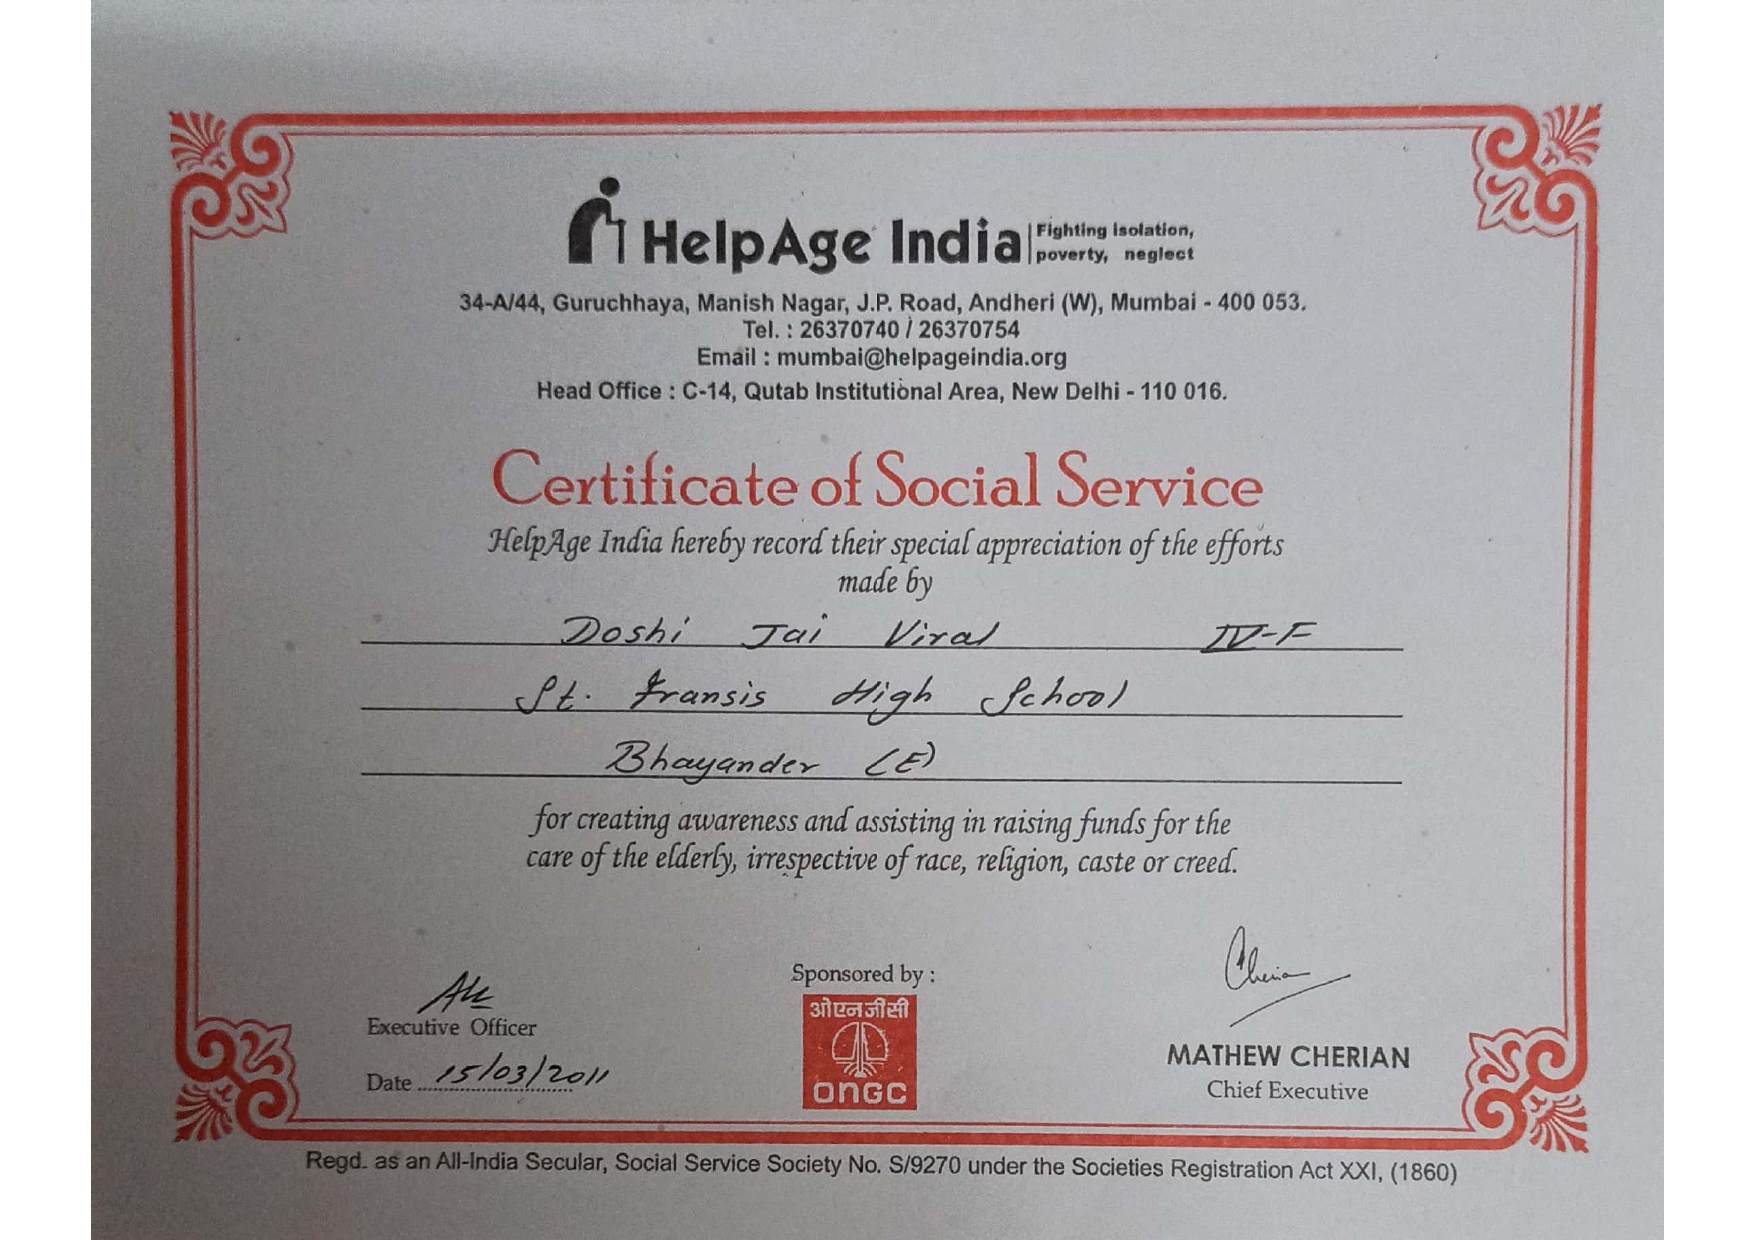 HelpAge India
Fighting isolation,
poverty, neglect
34-A/44, Guruchhaya, Manish Nagar, J.P. Road, Andheri (W), Mumbai - 400 053.
Tel. : 26370740 / 26370754
Email : mumbai@helpageindia.org
Head Office : C-14, Qutab Institutional Area, New Delhi - 110 016.
Certificate of Social Service
HelpAge India hereby record their special appreciation of the efforts
made by
Doshi Jai Viral IV-F
St. Fransis High School
Bhayander (E)
for creating awareness and assisting in raising funds for the
care of the elderly, irrespective of race, religion, caste or creed.
Cherian
Executive Officer
Date 15/03/2011
Sponsored by :
ओएनजीसी
ONGC
MATHEW CHERIAN
Chief Executive
Regd. as an All-India Secular, Social Service Society No. S/9270 under the Societies Registration Act XXI, (1860)